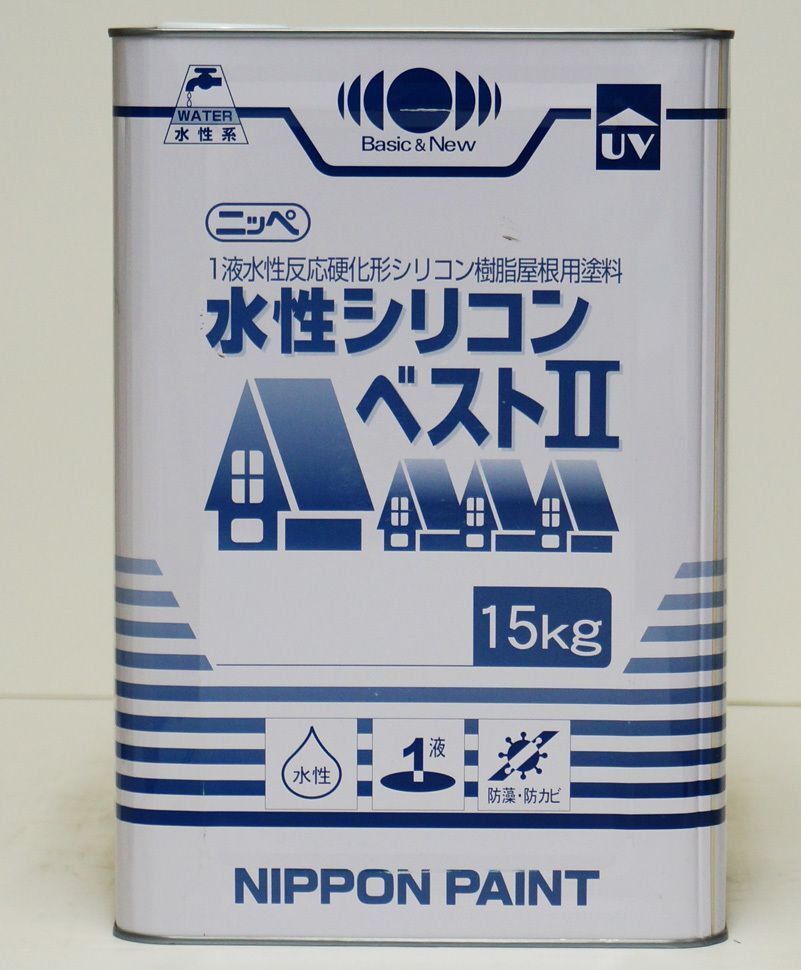 WATER
水性系
Basic & New
UV
ニッペ
1液水性反応硬化形シリコン樹脂屋根用塗料
水性シリコン
ベストⅡ
15kg
水性
1液
防藻・防カビ
NIPPON PAINT